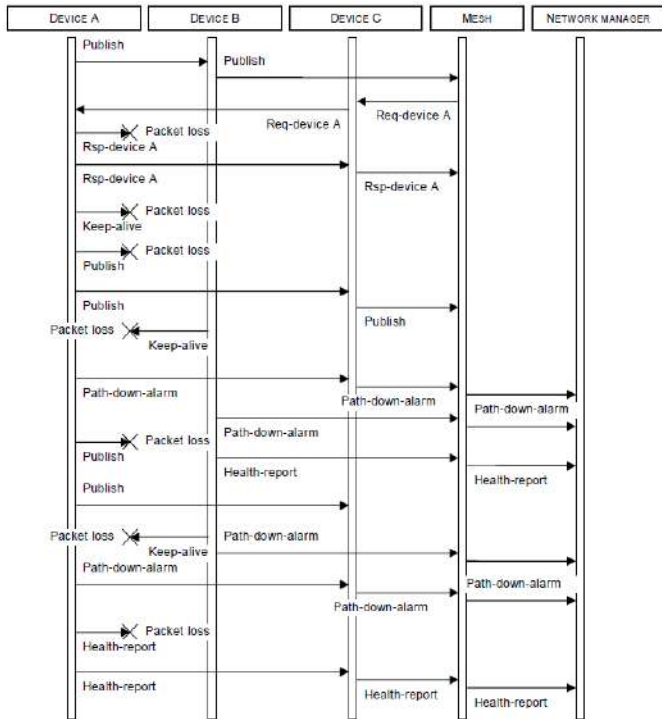 DEVICE A DEVICE B DEVICE C MESH NETWORK MANAGER
Publish
Publish
Req-device A Req-device A
Packet loss
Rsp-device A
Rsp-device A Rsp-device A
Packet loss
Keep-alive
Packet loss
Publish
Publish
Publish
Packet loss Keep-alive
Path-down-alarm Path-down-alarm Path-down-alarm
Path-down-alarm
Packet loss
Publish
Health-report Health-report
Publish
Packet loss Path-down-alarm
Keep-alive
Path-down-alarm Path-down-alarm
Path-down-alarm
Packet loss
Health-report
Health-report Health-report Health-report